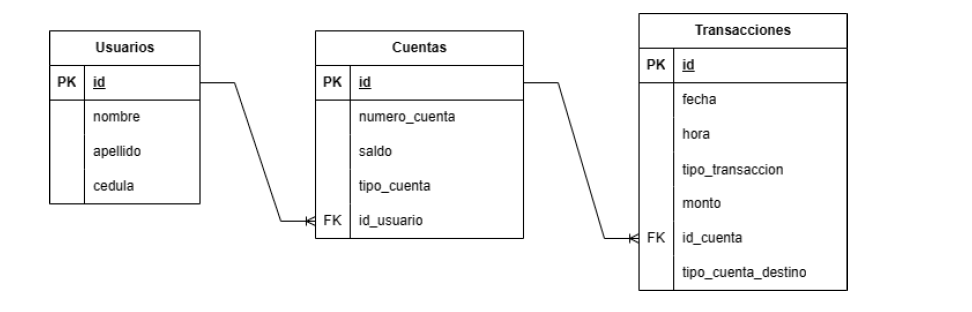 Usuarios
PK id
nombre
apellido
cedula
Cuentas
PK id
numero_cuenta
saldo
tipo_cuenta
FK id_usuario
Transacciones
PK id
fecha
hora
tipo_transaccion
monto
FK id_cuenta
tipo_cuenta_destino